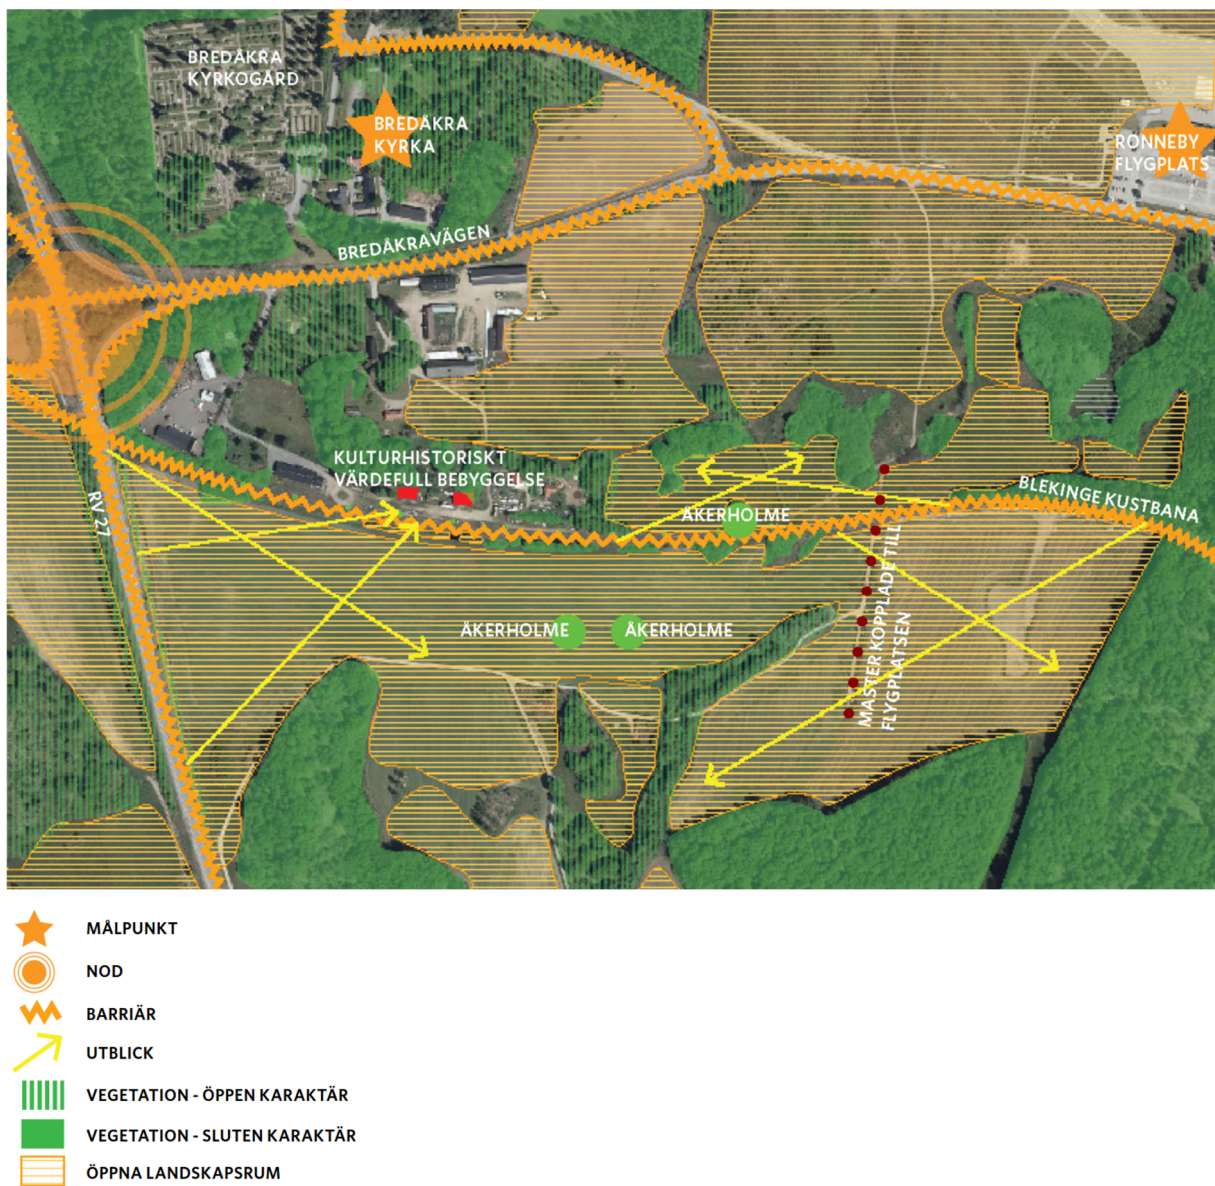 BREDÅKRA
KYRKOGÅRD
BREDÅKRA
KYRKA
RONNEBY
FLYGPLATS
BREDÅKRAVÄGEN
KULTURHISTORISKT
VÄRDEFULL BEBYGGELSE
RV 27
BLEKINGE KUSTBANA
ÅKERHOLME
ÅKERHOLME
ÅKERHOLME
MASTER KOPPLADE TILL
FLYGPLATSEN
MÅLPUNKT
NOD
BARRIÄR
UTBLICK
VEGETATION - ÖPPEN KARAKTÄR
VEGETATION - SLUTEN KARAKTÄR
ÖPPNA LANDSKAPSRUM